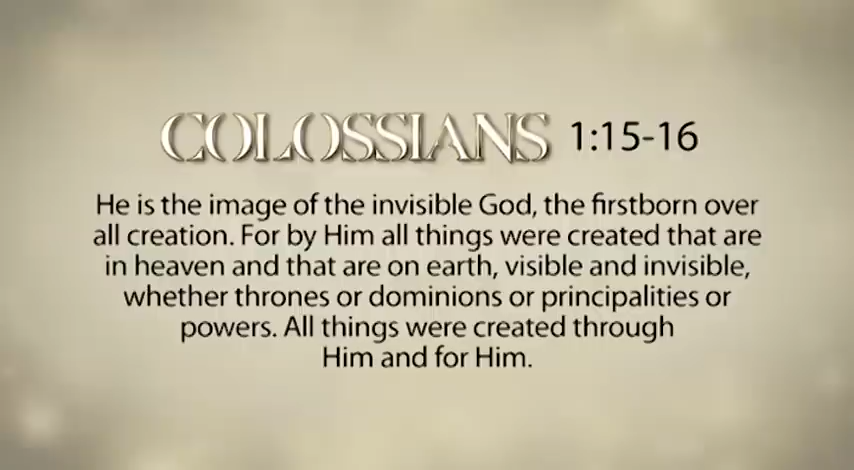 COLOSSIANS 1:15-16
He is the image of the invisible God, the firstborn over
all creation. For by Him all things were created that are
in heaven and that are on earth, visible and invisible,
whether thrones or dominions or principalities or
powers. All things were created through
Him and for Him.